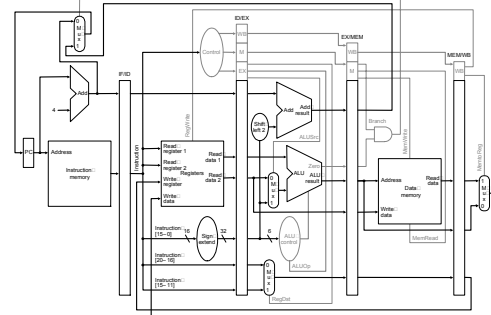 ID/EX
0
M
u
x
1
WB
EX/MEM
Control
M
WB
MEM/WB
EX
M
WB
IF/ID
Add
4
RegWrite
Shift
left 2
Add
Add
result
ALUSrc
Branch
MemWrite
MemtoReg
PC
Address
Instruction
memory
Instruction
Read
register 1
Read
register 2
Registers
Write
register
Write
data
Read
data 1
Read
data 2
0
M
u
x
1
Zero
ALU
ALU
result
Address
Data
memory
Read
data
Write
data
1
M
u
x
0
Instruction
[15–0]
16
Sign
extend
32
6
ALU
control
MemRead
Instruction
[20–16]
Instruction
[15–11]
0
M
u
x
1
ALUOp
RegDst